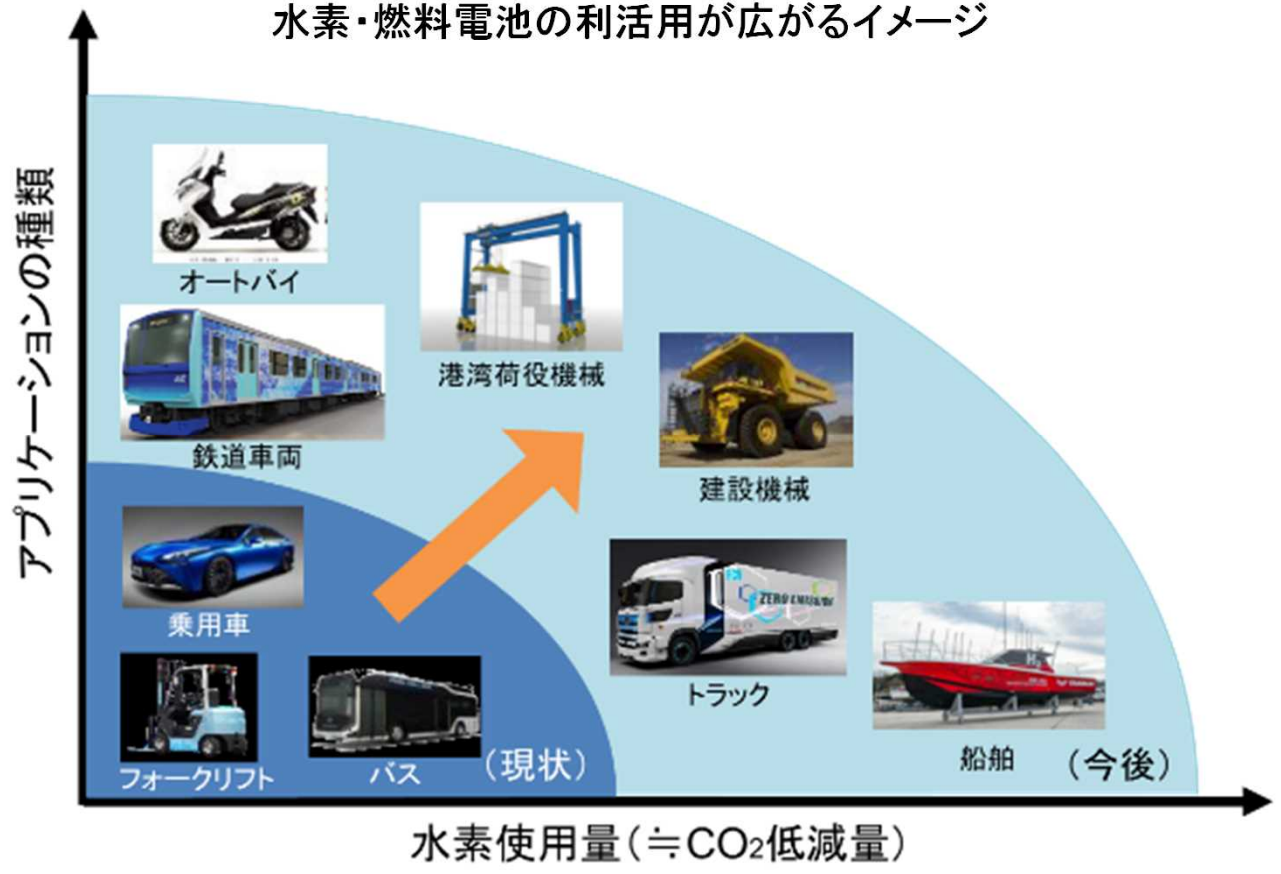 水素・燃料電池の利活用が広がるイメージ
アプリケーションの種類
オートバイ
港湾荷役機械
鉄道車両
建設機械
乗用車
ZERO EMISSION
トラック
H₂
フォークリフト
バス
(現状)
船舶
(今後)
水素使用量(≒CO₂低減量)